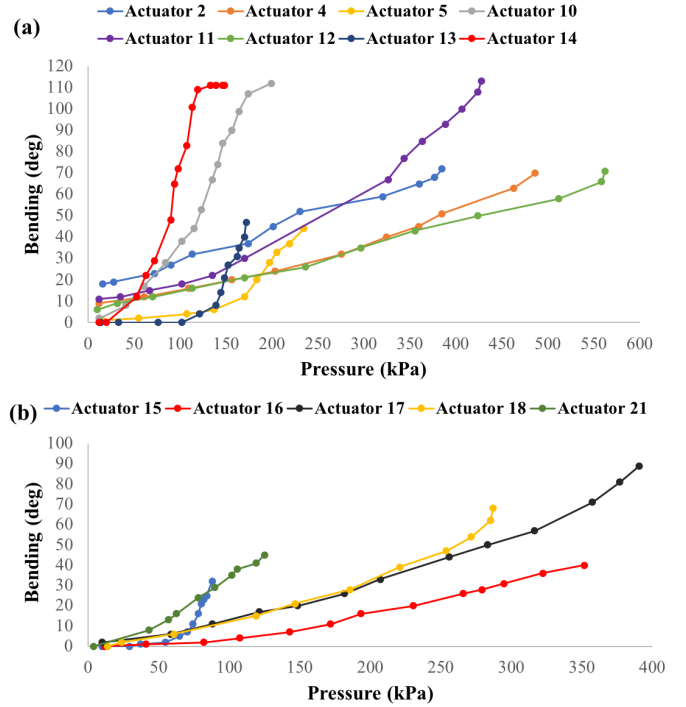 (a)
Actuator 2 Actuator 4 Actuator 5 Actuator 10
Actuator 11 Actuator 12 Actuator 13 Actuator 14
120
110
100
90
80
70
60
50
40
30
20
10
0
Bending (deg)
0 50 100 150 200 250 300 350 400 450 500 550 600
Pressure (kPa)
(b)
Actuator 15 Actuator 16 Actuator 17 Actuator 18 Actuator 21
100
90
80
70
60
50
40
30
20
10
0
Bending (deg)
0 50 100 150 200 250 300 350 400
Pressure (kPa)